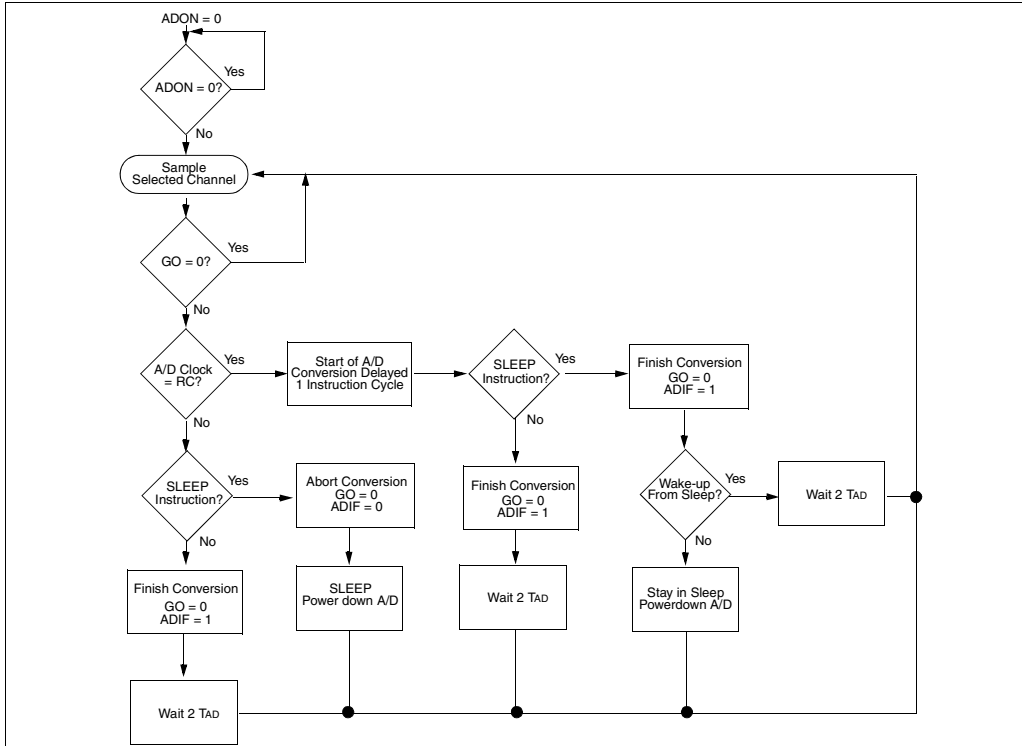 ADON = 0
Yes
ADON = 0?
No
Sample
Selected Channel
Yes
GO = 0?
No
A/D Clock
= RC?
Yes
Start of A/D
Conversion Delayed
1 Instruction Cycle
SLEEP
Instruction?
Yes
Finish Conversion
GO = 0
ADIF = 1
No
No
SLEEP
Instruction?
Yes
Abort Conversion
GO = 0
ADIF = 0
Finish Conversion
GO = 0
ADIF = 1
Wake-up
From Sleep?
Yes
Wait 2 TAD
No
No
Finish Conversion
GO = 0
ADIF = 1
SLEEP
Power down A/D
Wait 2 TAD
Stay in Sleep
Powerdown A/D
Wait 2 TAD